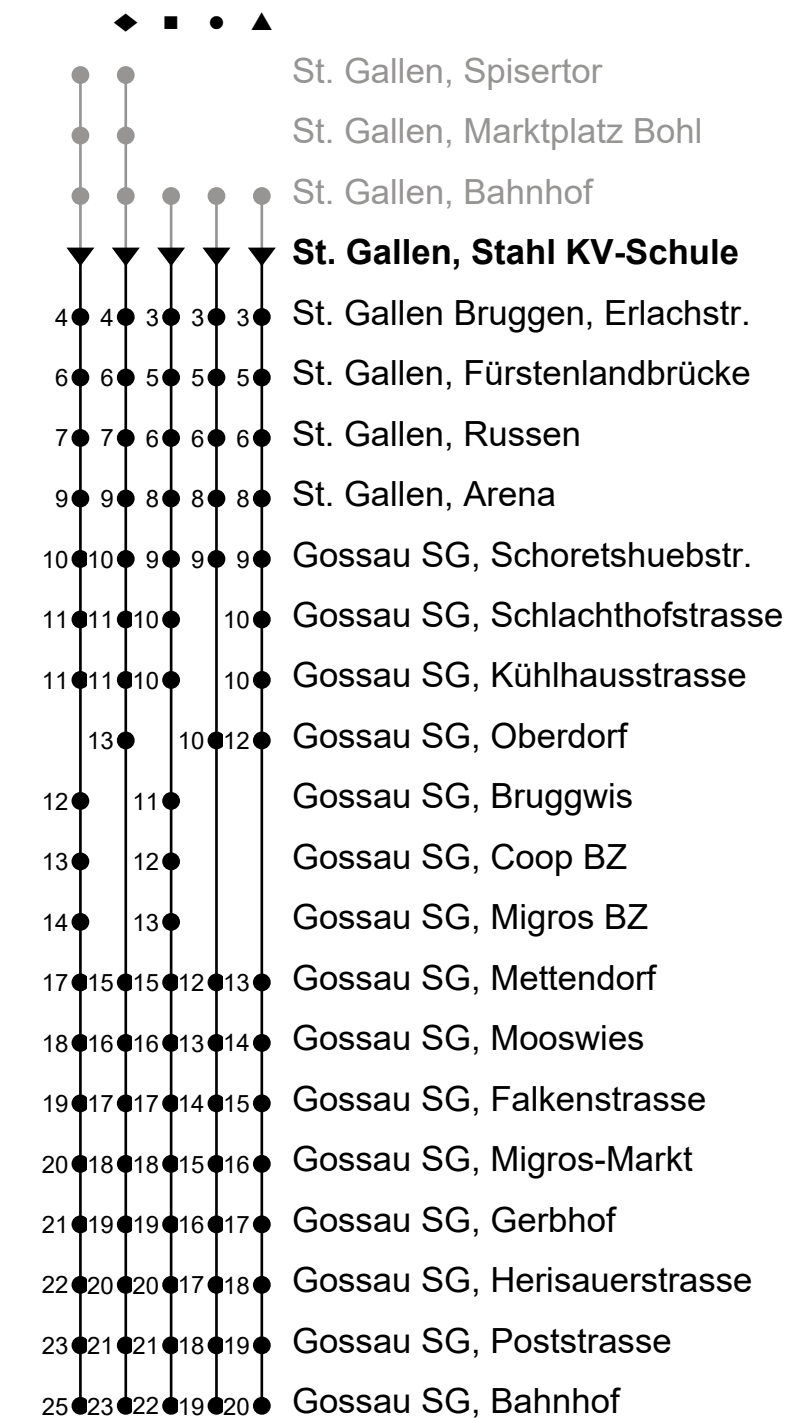 ◆ ■ ● ▲
St. Gallen, Spisertor
St. Gallen, Marktplatz Bohl
St. Gallen, Bahnhof
St. Gallen, Stahl KV-Schule
4 4 3 3 3 St. Gallen Bruggen, Erlachstr.
6 6 5 5 5 St. Gallen, Fürstenlandbrücke
7 7 6 6 6 St. Gallen, Russen
9 9 8 8 8 St. Gallen, Arena
10 10 9 9 9 Gossau SG, Schoretshuebstr.
11 11 10 10 Gossau SG, Schlachthofstrasse
11 11 10 10 Gossau SG, Kühlhausstrasse
13 10 12 Gossau SG, Oberdorf
12 11 Gossau SG, Bruggwis
13 12 Gossau SG, Coop BZ
14 13 Gossau SG, Migros BZ
17 15 15 12 13 Gossau SG, Mettendorf
18 16 16 13 14 Gossau SG, Mooswies
19 17 17 14 15 Gossau SG, Falkenstrasse
20 18 18 15 16 Gossau SG, Migros-Markt
21 19 19 16 17 Gossau SG, Gerbhof
22 20 20 17 18 Gossau SG, Herisauerstrasse
23 21 21 18 19 Gossau SG, Poststrasse
25 23 22 19 20 Gossau SG, Bahnhof